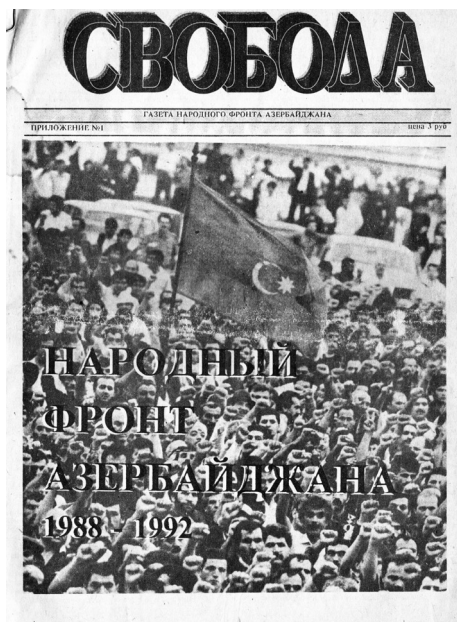 СВОБОДА
ГАЗЕТА НАРОДНОГО ФРОНТА АЗЕРБАЙДЖАНА
ПРИЛОЖЕНИЕ №1
цена 3 руб
НАРОДНЫЙ
ФРОНТ
АЗЕРБАЙДЖАНА
1988 - 1992